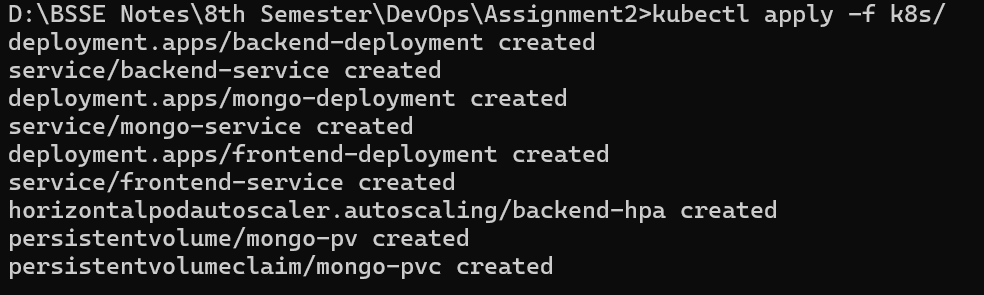 D:\BSSE Notes\8th Semester\DevOps\Assignment2>kubectl apply -f k8s/
deployment.apps/backend-deployment created
service/backend-service created
deployment.apps/mongo-deployment created
service/mongo-service created
deployment.apps/frontend-deployment created
service/frontend-service created
horizontalpodautoscaler.autoscaling/backend-hpa created
persistentvolume/mongo-pv created
persistentvolumeclaim/mongo-pvc created